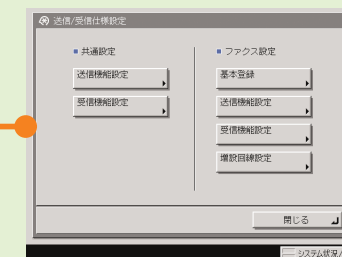 送信/受信仕様設定
共通設定
送信機能設定
受信機能設定
ファクス設定
基本登録
送信機能設定
受信機能設定
増設回線設定
閉じる
システム状況/